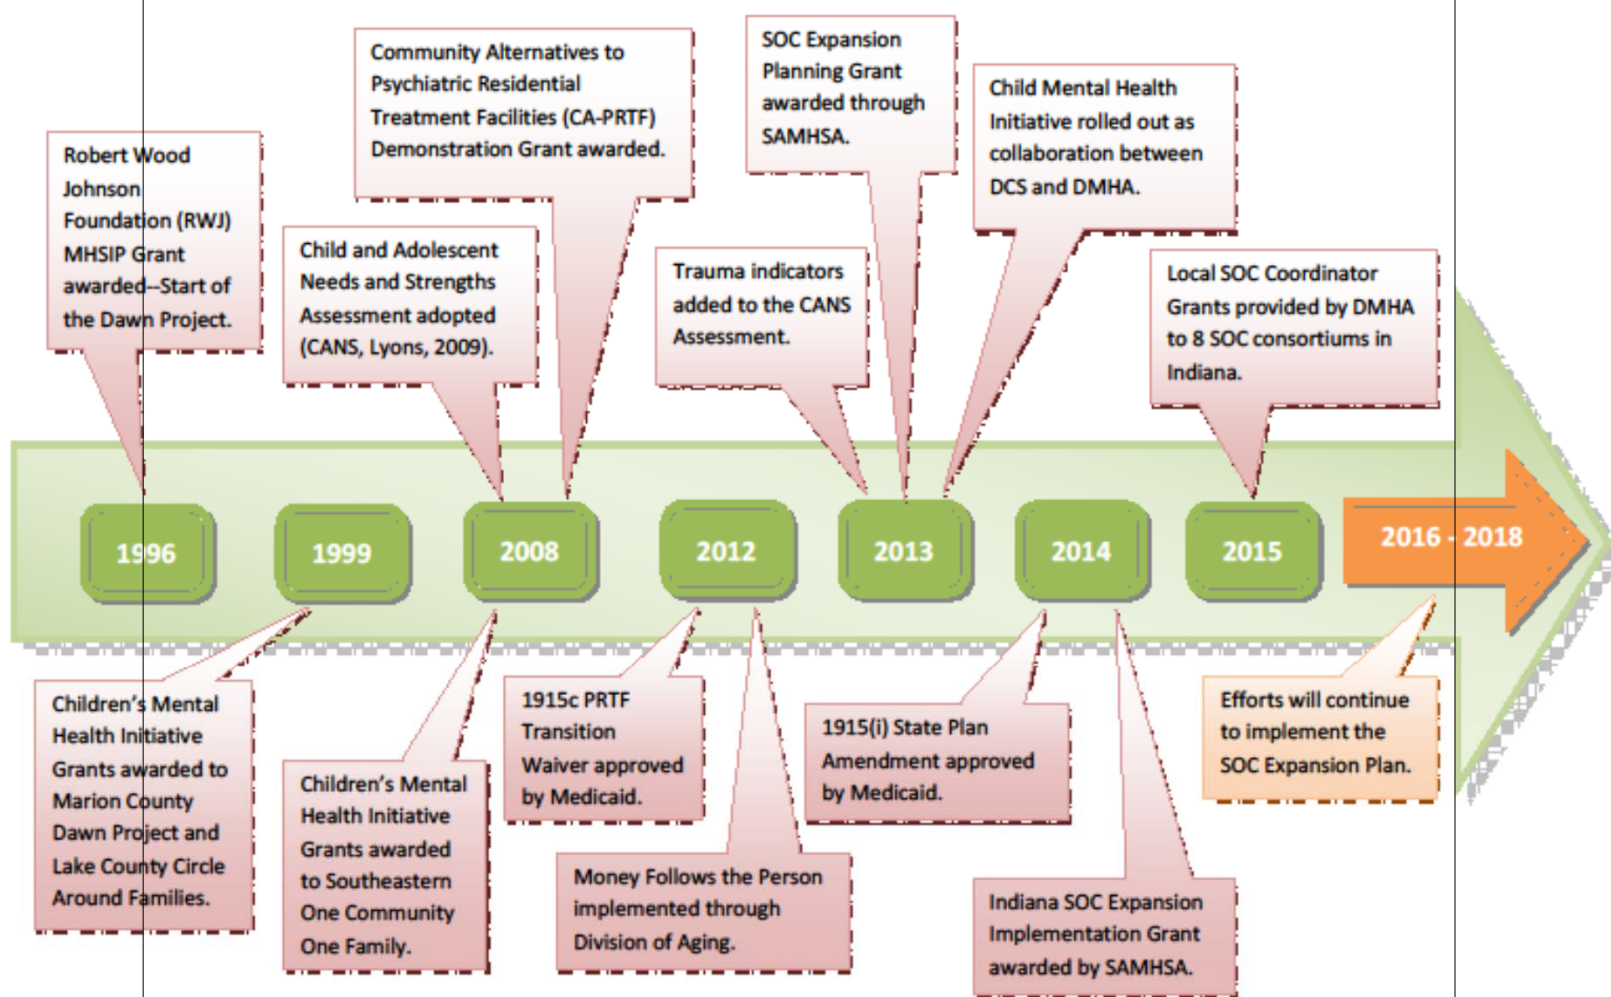 Robert Wood
Johnson
Foundation (RWJ)
MHSIP Grant
awarded--Start of
the Dawn Project.
Child and Adolescent
Needs and Strengths
Assessment adopted
(CANS, Lyons, 2009).
Community Alternatives to
Psychiatric Residential
Treatment Facilities (CA-PRTF)
Demonstration Grant awarded.
Trauma indicators
added to the CANS
Assessment.
SOC Expansion
Planning Grant
awarded through
SAMHSA.
Child Mental Health
Initiative rolled out as
collaboration between
DCS and DMHA.
Local SOC Coordinator
Grants provided by DMHA
to 8 SOC consortiums in
Indiana.
1996
1999
2008
2012
2013
2014
2015
2016 - 2018
Children's Mental
Health Initiative
Grants awarded to
Marion County
Dawn Project and
Lake County Circle
Around Families.
Children's Mental
Health Initiative
Grants awarded
to Southeastern
One Community
One Family.
1915c PRTF
Transition
Waiver approved
by Medicaid.
Money Follows the Person
implemented through
Division of Aging.
1915(i) State Plan
Amendment approved
by Medicaid.
Indiana SOC Expansion
Implementation Grant
awarded by SAMHSA.
Efforts will continue
to implement the
SOC Expansion Plan.